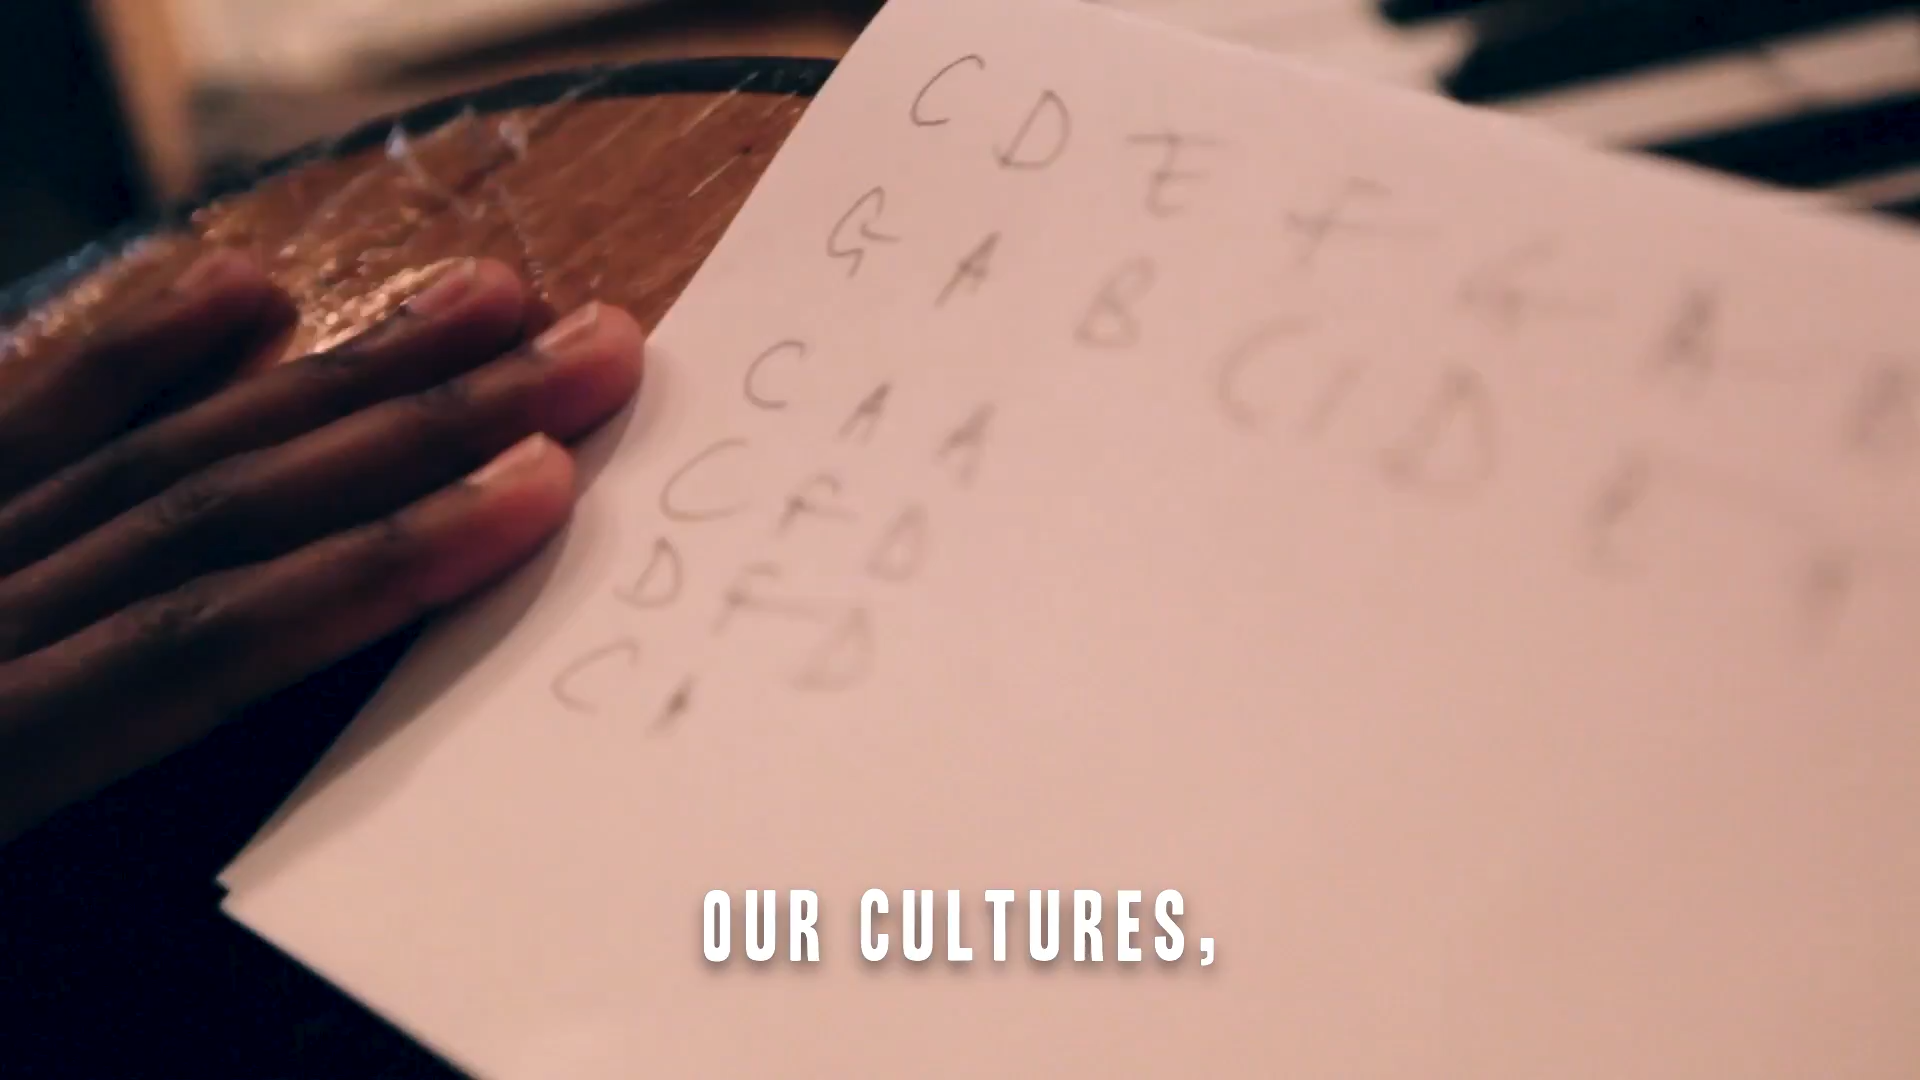 C D E F G A
G A B C D
C A A
C F D
D F D
C A
OUR CULTURES,